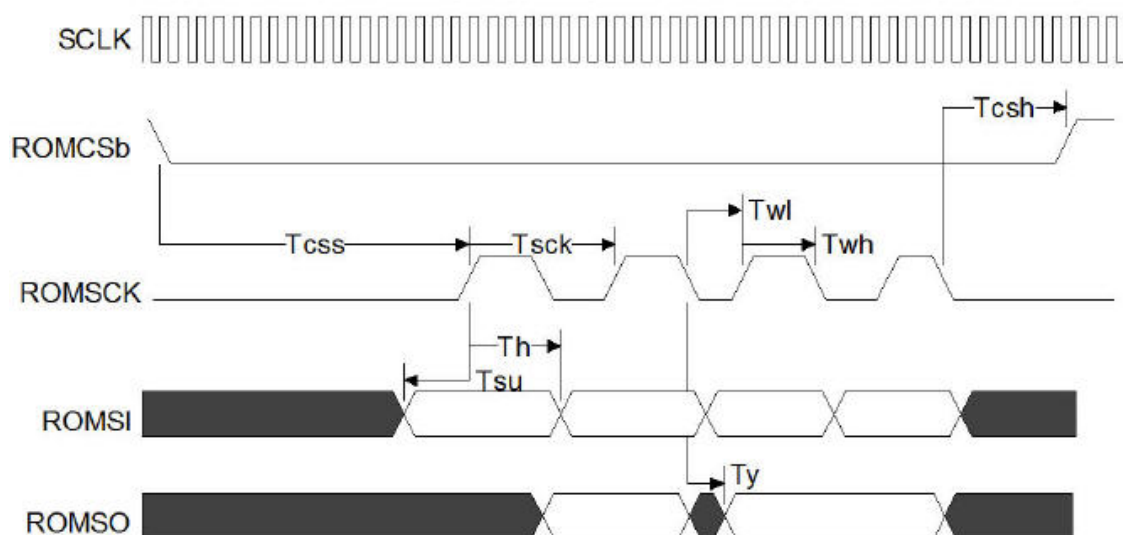 SCLK
Tcsh
ROMCSb
Twl
Tcss
Tsck
Twh
ROMSCK
Th
Tsu
ROMSI
Ty
ROMSO